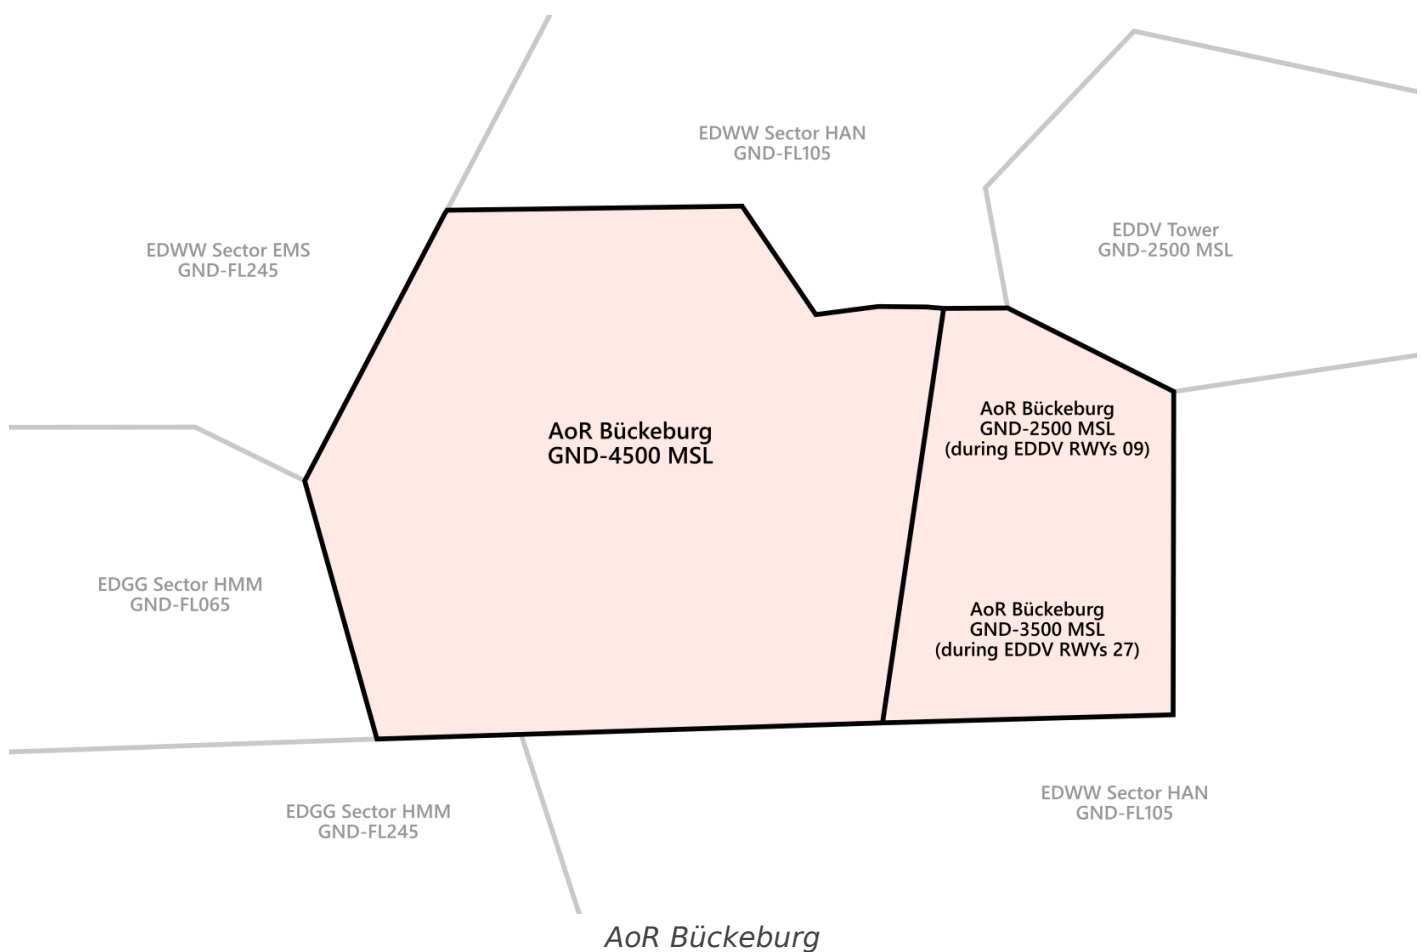 EDWW Sector HAN
GND-FL105
EDDV Tower
GND-2500 MSL
EDWW Sector EMS
GND-FL245
AoR Bückeburg
GND-4500 MSL
AoR Bückeburg
GND-2500 MSL
(during EDDV RWYs 09)
EDGG Sector HMM
GND-FL065
AoR Bückeburg
GND-3500 MSL
(during EDDV RWYs 27)
EDGG Sector HMM
GND-FL245
EDWW Sector HAN
GND-FL105
AoR Bückeburg